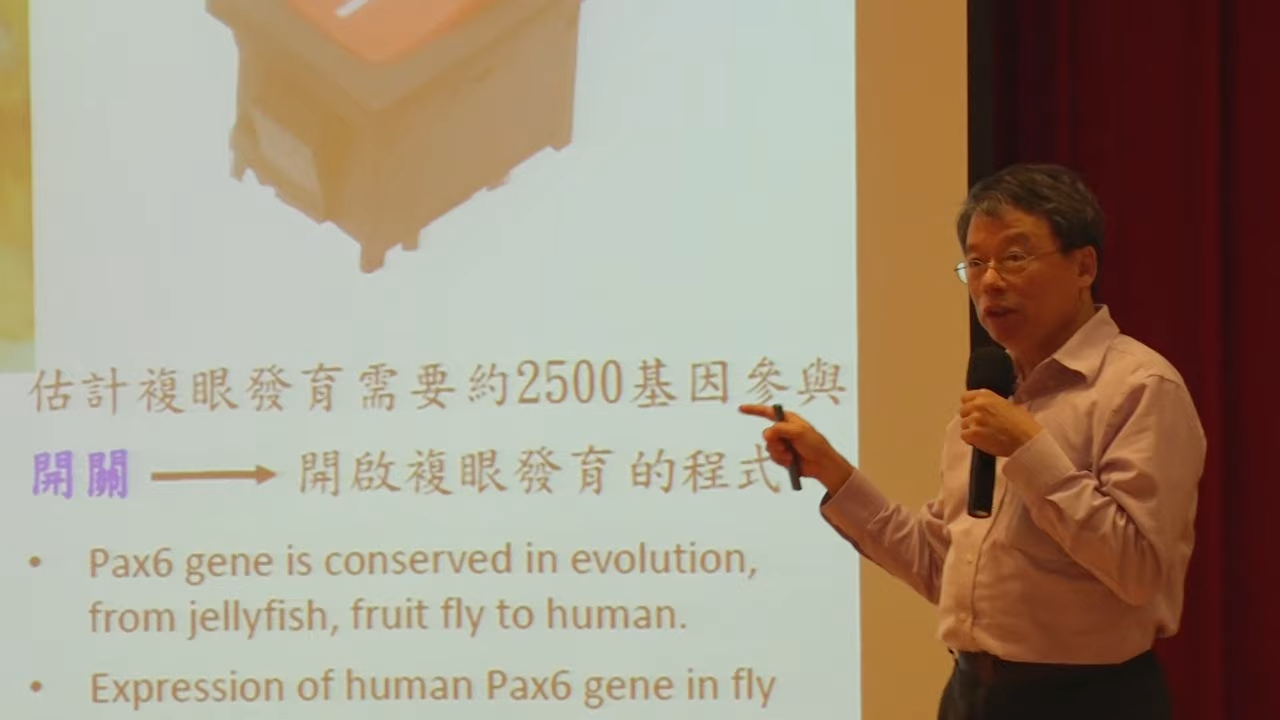 估計複眼發育需要約2500基因參與
開關 → 開啟複眼發育的程式
• Pax6 gene is conserved in evolution,
from jellyfish, fruit fly to human.
• Expression of human Pax6 gene in fly